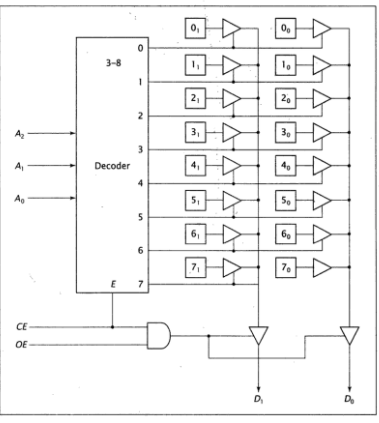 0₁ 0₀
0
3–8
1₁ 1₀
1
2₁ 2₀
2
A₂
3₁ 3₀
3
A₁ Decoder
4₁ 4₀
4
A₀
5₁ 5₀
5
6₁ 6₀
6
7₁ 7₀
E 7
CE
OE
D₁ D₀